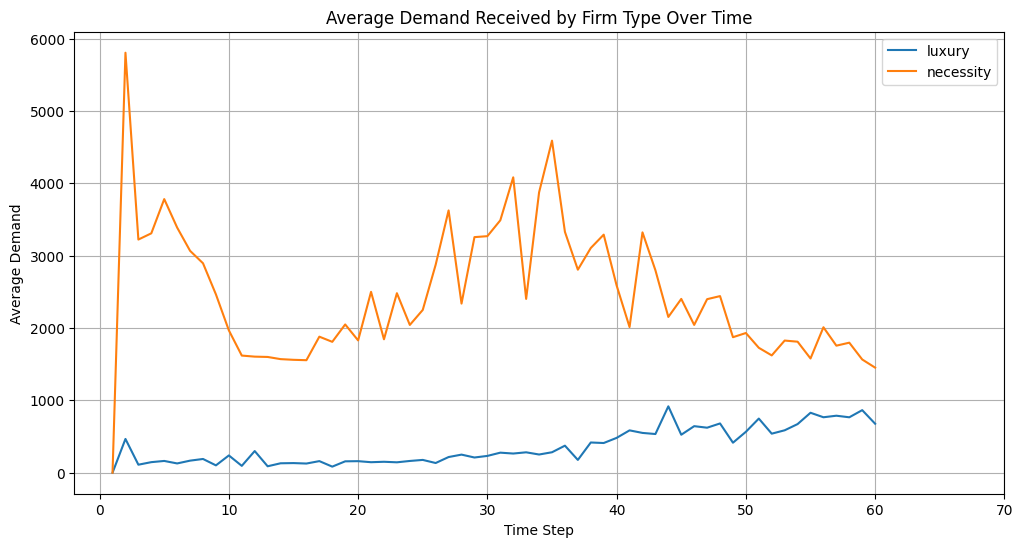 Average Demand Received by Firm Type Over Time
luxury
necessity
Average Demand
6000
5000
4000
3000
2000
1000
0
0 10 20 30 40 50 60 70
Time Step